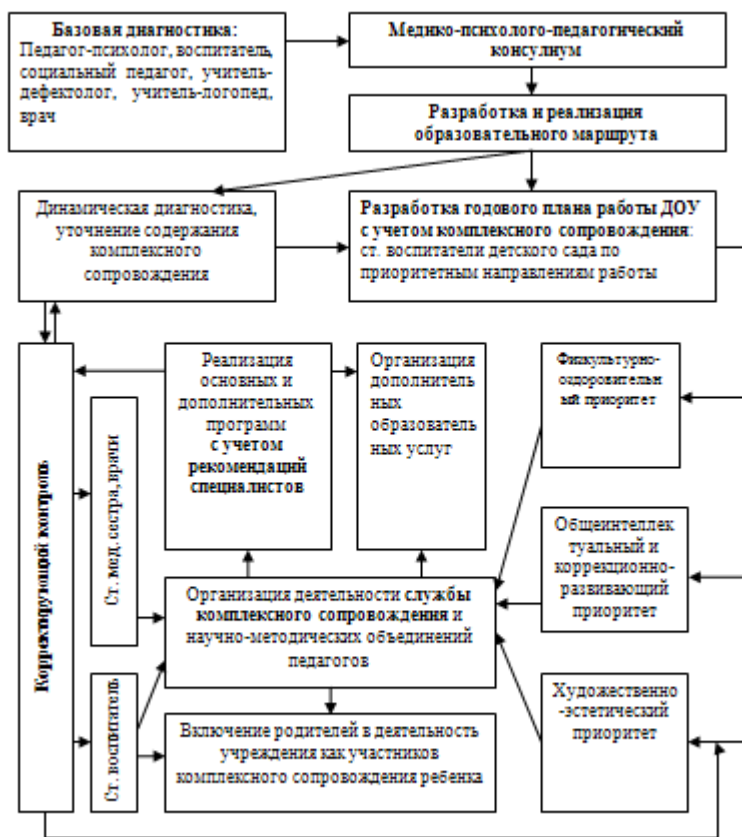 Базовая диагностика:
Педагог-психолог, воспитатель,
социальный педагог, учитель-
дефектолог, учитель-логопед,
врач
Медико-психолого-педагогический
консулиум
Разработка и реализация
образовательного маршрута
Динамическая диагностика,
уточнение содержания
комплексного
сопровождения
Разработка годового плана работы ДОУ
с учетом комплексного сопровождения:
ст. воспитатели детского сада по
приоритетным направлениям работы
Корректирующий контроль
Ст. мед. сестра, врачи
Ст. воспитатель
Реализация
основных и
дополнительных
программ
с учетом
рекомендаций
специалистов
Организация
дополнитель
ных
образователь
ных услуг
Физкультурно-
оздоровительн
ый приоритет
Общеинтеллек
туальный и
коррекционно-
развивающий
приоритет
Организация деятельности службы
комплексного сопровождения и
научно-методических объединений
педагогов
Художественно
-эстетический
приоритет
Включение родителей в деятельность
учреждения как участников
комплексного сопровождения ребенка